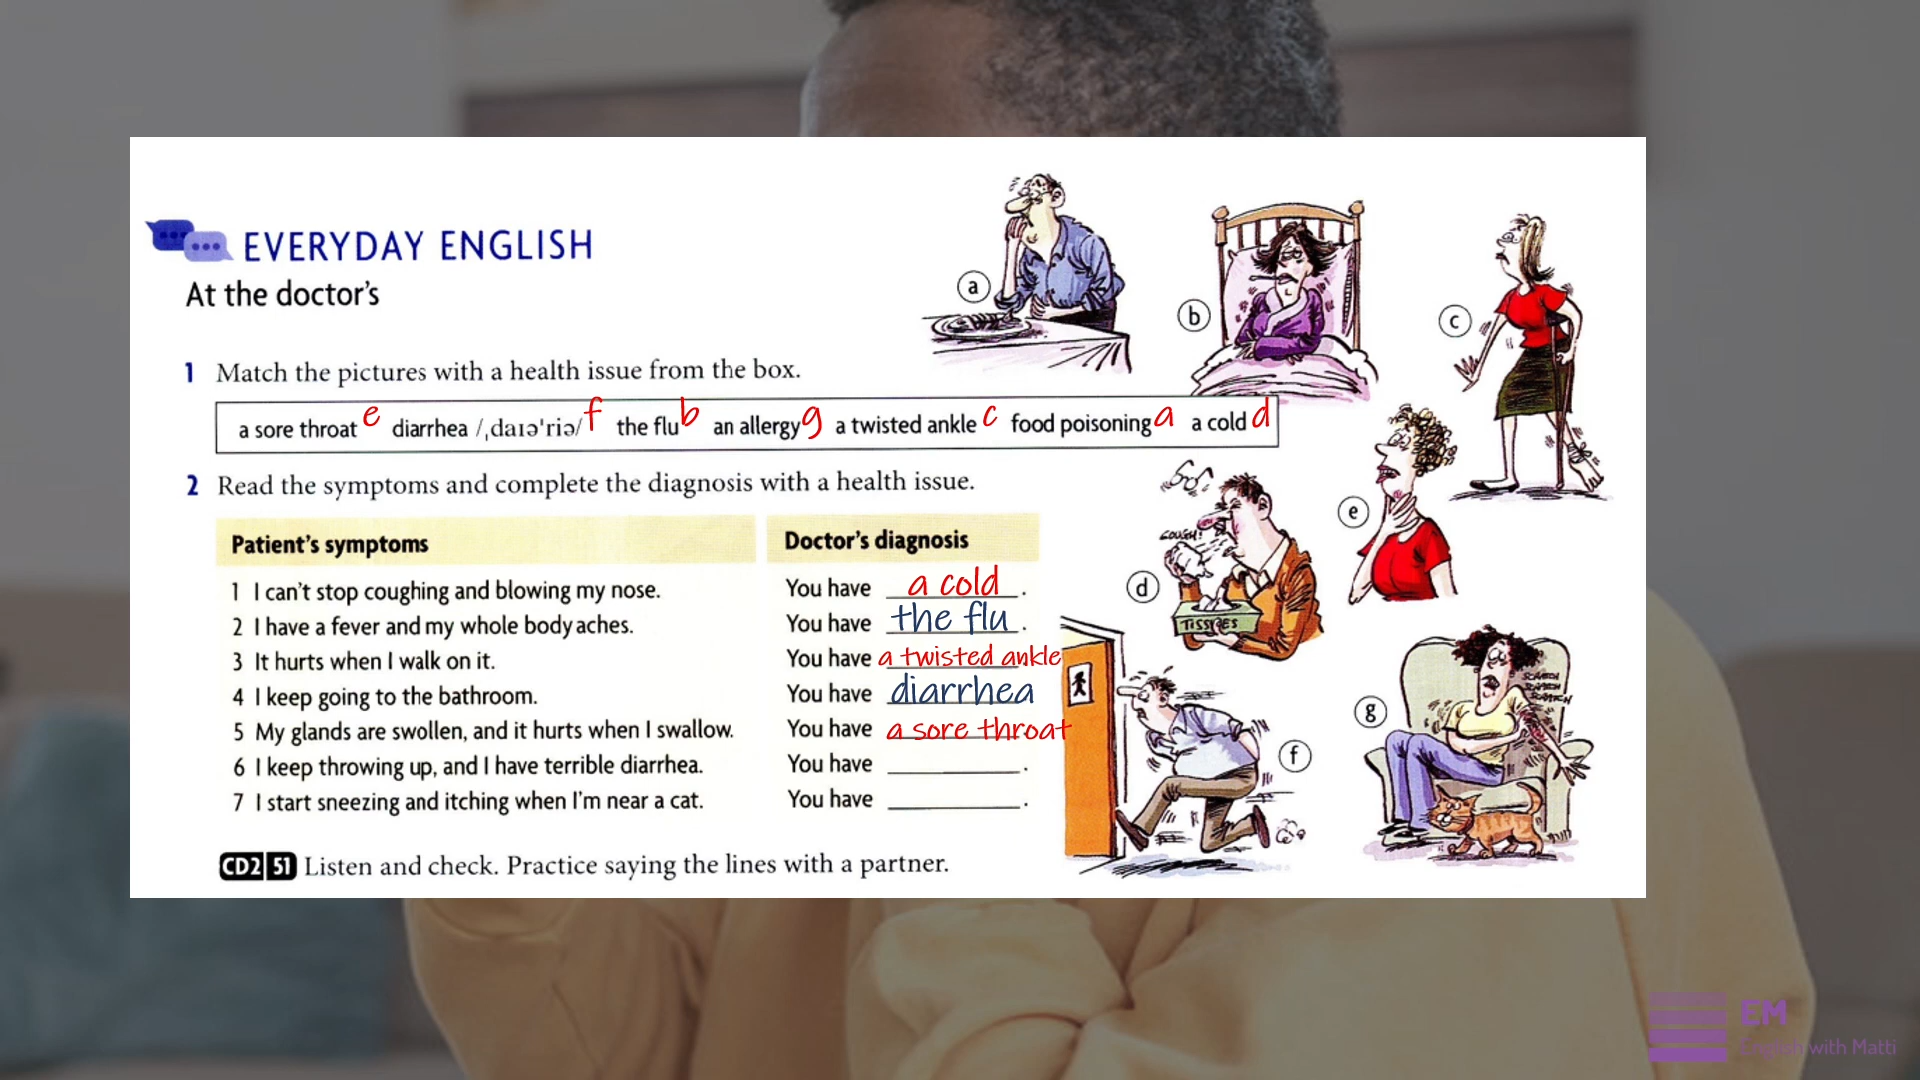 EVERYDAY ENGLISH
At the doctor's
1 Match the pictures with a health issue from the box.
a sore throat e diarrhea /ˌdaɪəˈriə/ f the flu b an allergy g a twisted ankle c food poisoning a a cold d
2 Read the symptoms and complete the diagnosis with a health issue.
Patient's symptoms Doctor's diagnosis
1 I can't stop coughing and blowing my nose. You have a cold.
2 I have a fever and my whole body aches. You have the flu.
3 It hurts when I walk on it. You have a twisted ankle
4 I keep going to the bathroom. You have diarrhea
5 My glands are swollen, and it hurts when I swallow. You have a sore throat
6 I keep throwing up, and I have terrible diarrhea. You have ________.
7 I start sneezing and itching when I'm near a cat. You have ________.
CD2 51 Listen and check. Practice saying the lines with a partner.
a
b
c
COUGH!
d
TISSUES
e
f
g
SCRATCH
SCRATCH
SCRATCH
EM
English with Matti